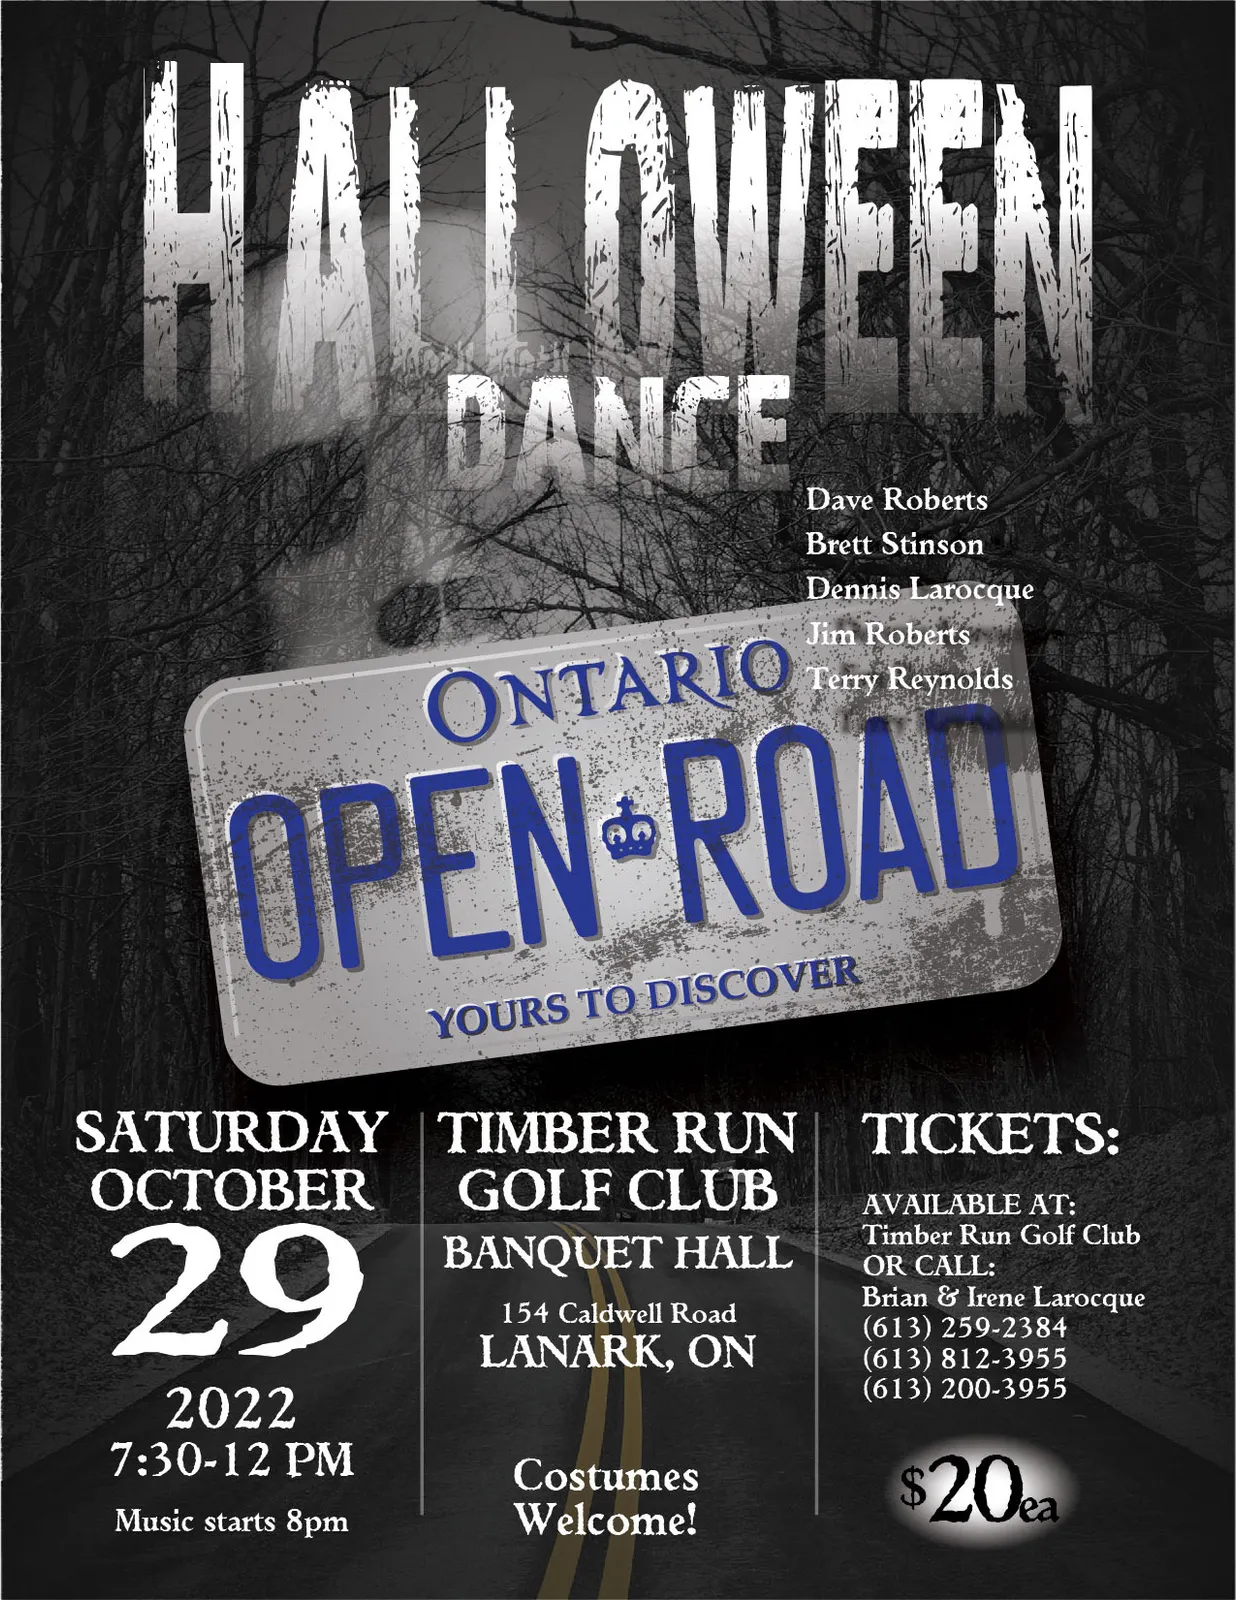 HALLOWEEN
DANCE
Dave Roberts
Brett Stinson
Dennis Larocque
Jim Roberts
Terry Reynolds
ONTARIO
OPEN ROAD
YOURS TO DISCOVER
SATURDAY
OCTOBER
29
2022
7:30-12 PM
Music starts 8pm
TIMBER RUN
GOLF CLUB
BANQUET HALL
154 Caldwell Road
LANARK, ON
Costumes
Welcome!
TICKETS:
AVAILABLE AT:
Timber Run Golf Club
OR CALL:
Brian & Irene Larocque
(613) 259-2384
(613) 812-3955
(613) 200-3955
$20ea